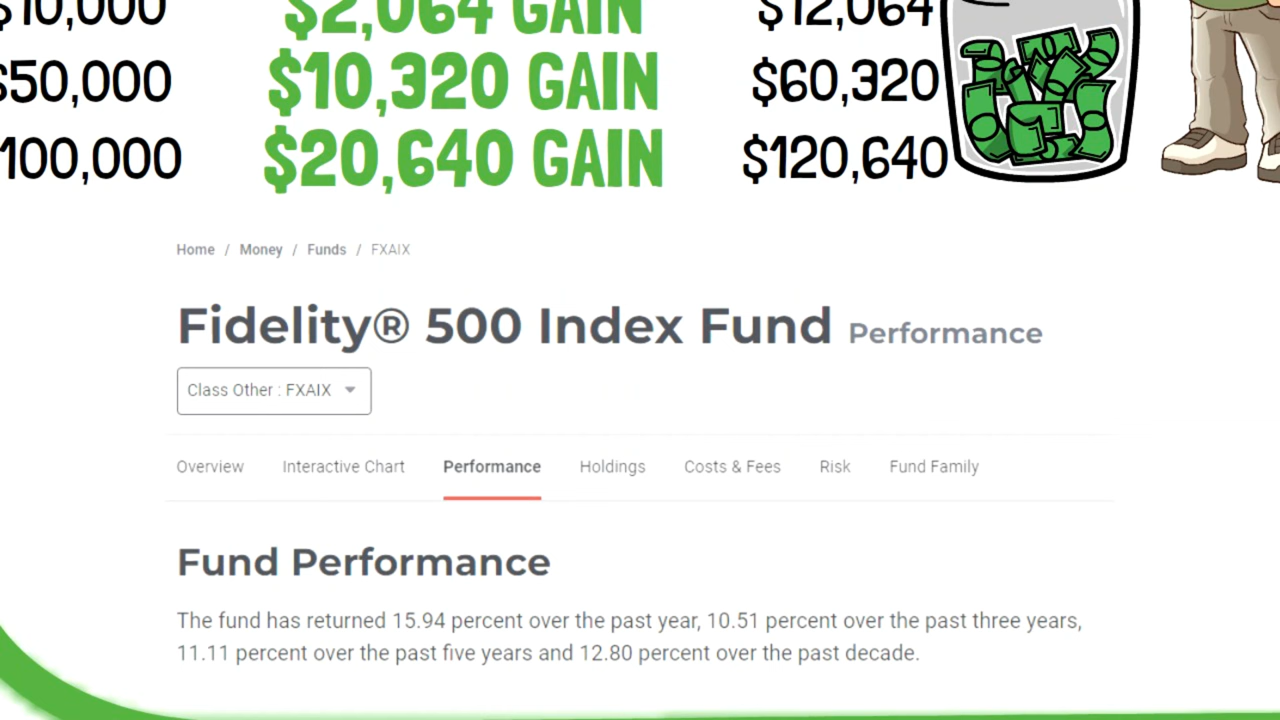 $10,000 $2,064 GAIN $12,064
$50,000 $10,320 GAIN $60,320
100,000 $20,640 GAIN $120,640
Home / Money / Funds / FXAIX
Fidelity® 500 Index Fund Performance
Class Other : FXAIX
Overview Interactive Chart Performance Holdings Costs & Fees Risk Fund Family
Fund Performance
The fund has returned 15.94 percent over the past year, 10.51 percent over the past three years,
11.11 percent over the past five years and 12.80 percent over the past decade.